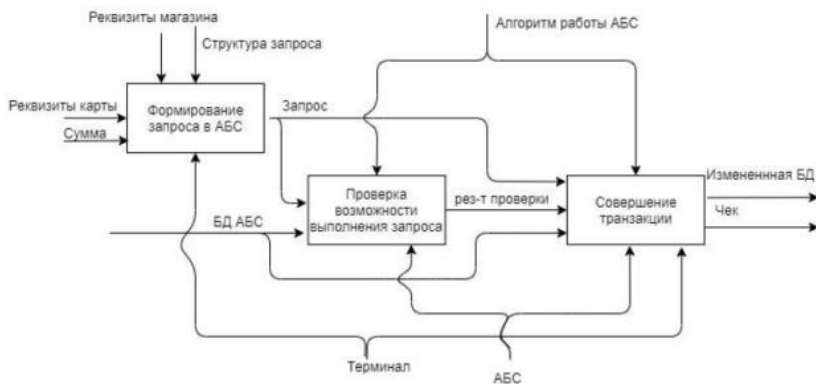 Реквизиты магазина
Структура запроса
Алгоритм работы АБС
Реквизиты карты
Сумма
Формирование
запроса в АБС
Запрос
Проверка
возможности
выполнения запроса
БД АБС
рез-т проверки
Совершение
транзакции
Измененнная БД
Чек
Терминал
АБС